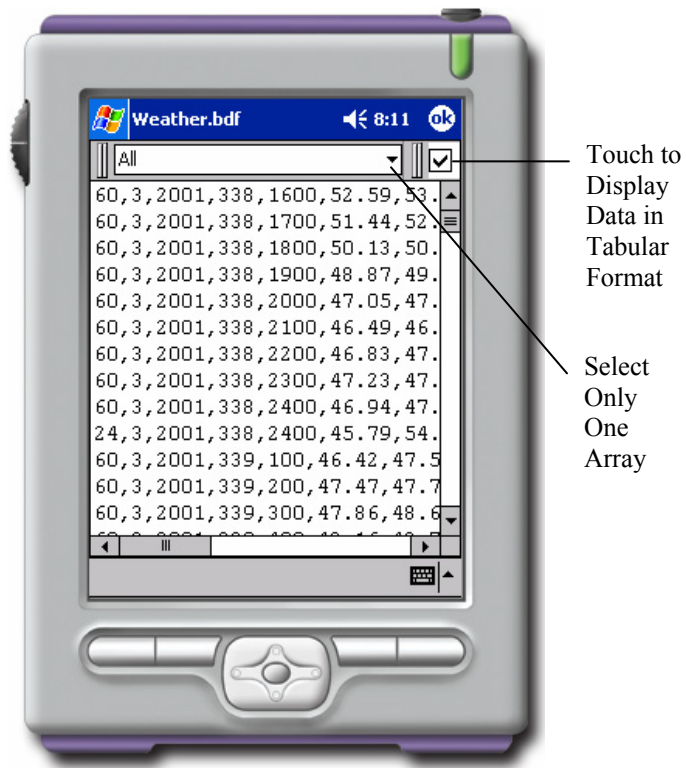 Weather.bdf 8:11 ok
All
60,3,2001,338,1600,52.59,53.
60,3,2001,338,1700,51.44,52.
60,3,2001,338,1800,50.13,50.
60,3,2001,338,1900,48.87,49.
60,3,2001,338,2000,47.05,47.
60,3,2001,338,2100,46.49,46.
60,3,2001,338,2200,46.83,47.
60,3,2001,338,2300,47.23,47.
60,3,2001,338,2400,46.94,47.
24,3,2001,338,2400,45.79,54.
60,3,2001,339,100,46.42,47.5
60,3,2001,339,200,47.47,47.7
60,3,2001,339,300,47.86,48.6
Touch to
Display
Data in
Tabular
Format
Select
Only
One
Array